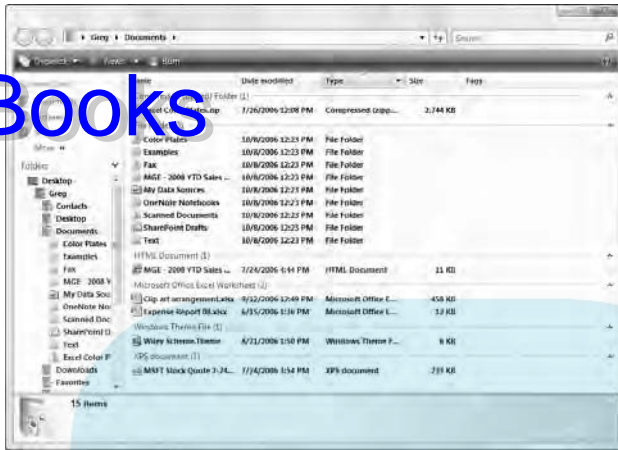 Greg ▸ Documents ▸
Organize
Burn
Name Date modified Type Size Tags
Folder (1)
7/26/2006 12:08 PM Compressed (zipp... 2,744 KB
Books
Color Plates 10/8/2006 12:23 PM File Folder
Examples 10/8/2006 12:23 PM File Folder
Fax 10/8/2006 12:23 PM File Folder
MGE - 2008 YTD Sales ... 10/8/2006 12:23 PM File Folder
My Data Sources 10/8/2006 12:23 PM File Folder
OneNote Notebooks 10/8/2006 12:23 PM File Folder
Scanned Documents 10/8/2006 12:23 PM File Folder
SharePoint Drafts 10/8/2006 12:23 PM File Folder
Text 10/8/2006 12:23 PM File Folder
HTML Document (1)
MGE - 2008 YTD Sales ... 7/24/2006 4:44 PM HTML Document 11 KB
Microsoft Office Excel Worksheet (2)
Clip art arrangement.xlsx 9/12/2006 12:49 PM Microsoft Office E... 458 KB
Expense Report 08.xlsx 6/15/2006 1:36 PM Microsoft Office E... 13 KB
Windows Theme File (1)
Wiley Scheme.Theme 8/21/2006 1:50 PM Windows Theme F... 6 KB
XPS document (1)
MSFT Stock Quote 7-24... 7/24/2006 3:54 PM XPS document
More »
Folders
Desktop
Greg
Contacts
Desktop
Documents
Color Plates
Examples
Fax
MGE - 2008 Y
My Data Sou
OneNote No
Scanned Doc
SharePoint D
Text
Excel Color P
Downloads
Favorites
15 items